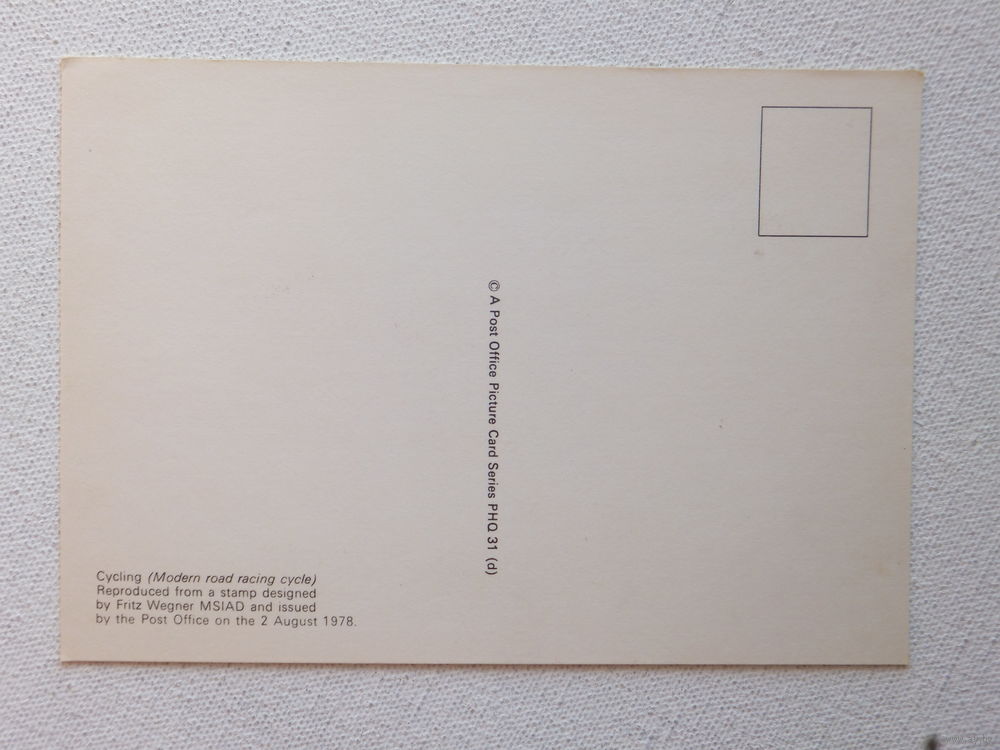 © A Post Office Picture Card Series PHQ 31 (d)
Cycling (Modern road racing cycle)
Reproduced from a stamp designed
by Fritz Wegner MSIAD and issued
by the Post Office on the 2 August 1978.